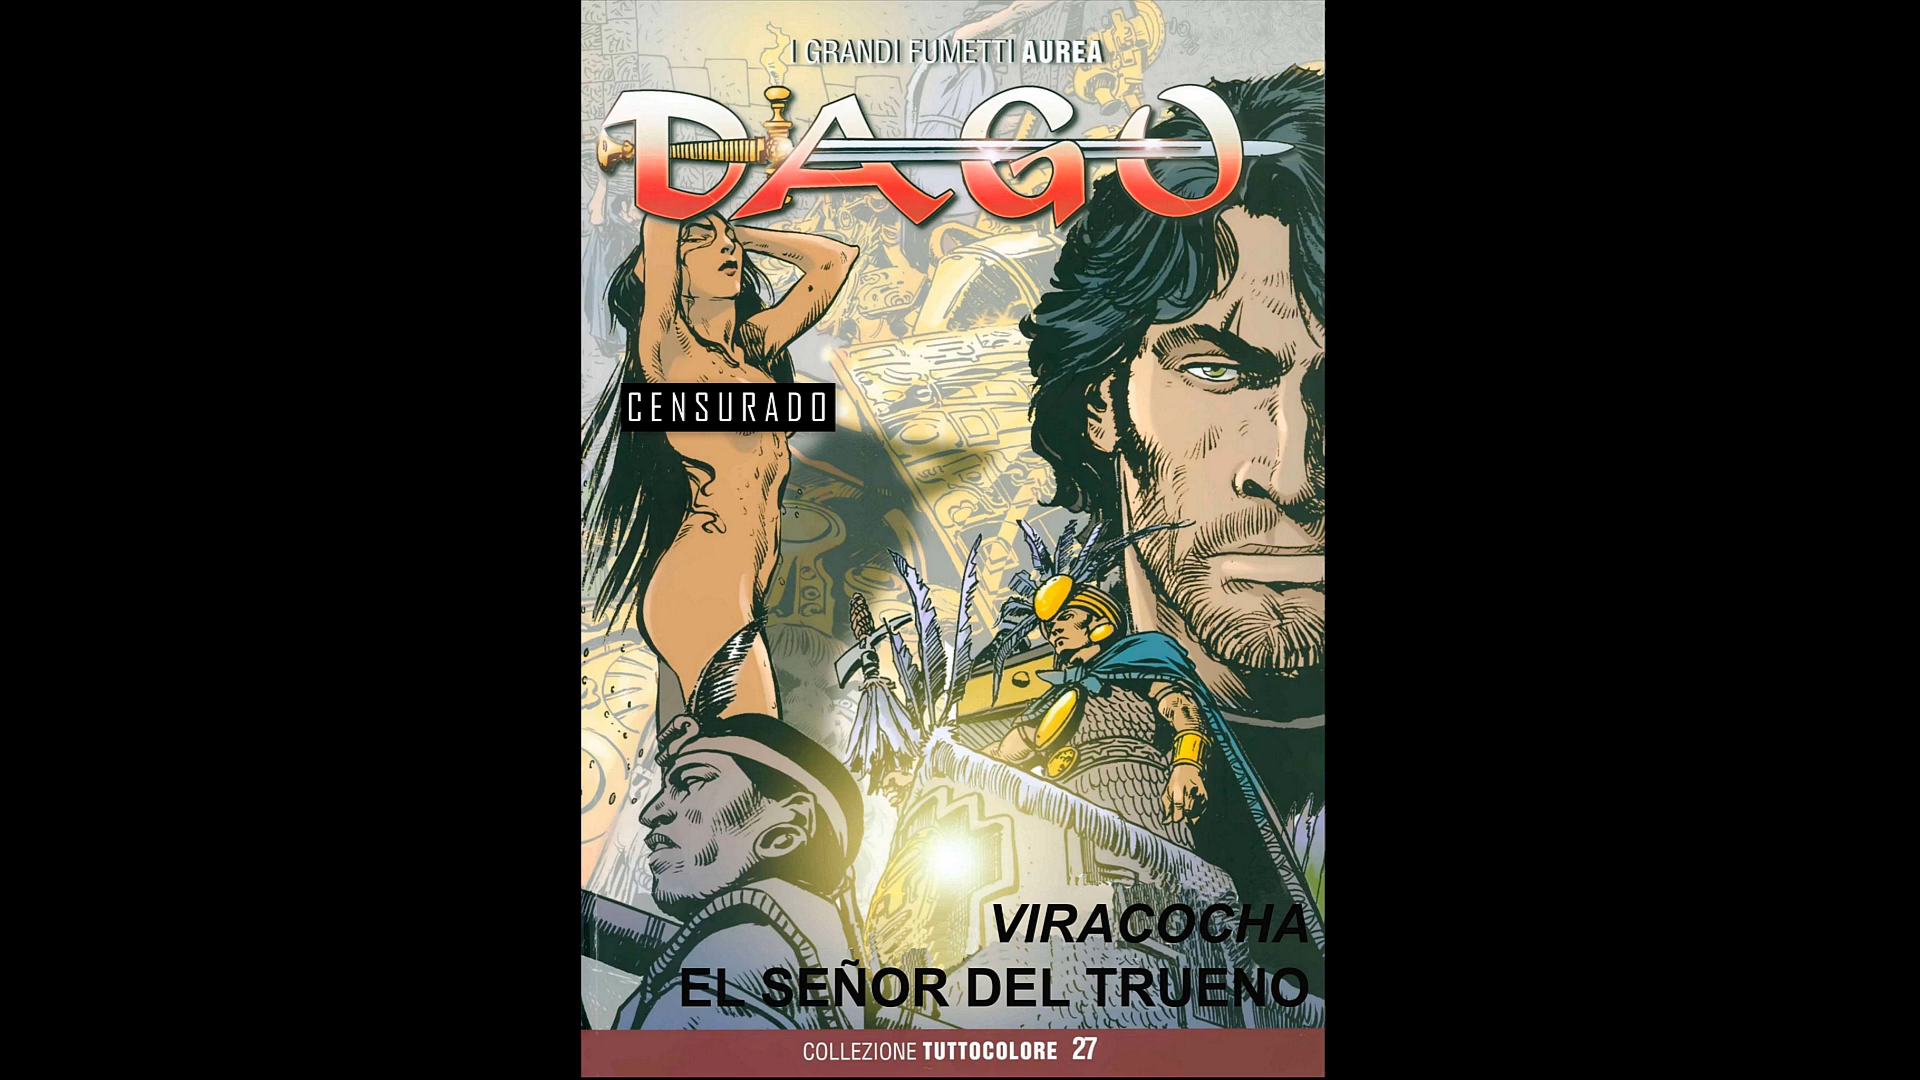 I GRANDI FUMETTI AUREA
DAGO
CENSURADO
VIRACOCHA
EL SEÑOR DEL TRUENO
COLLEZIONE TUTTOCOLORE 27